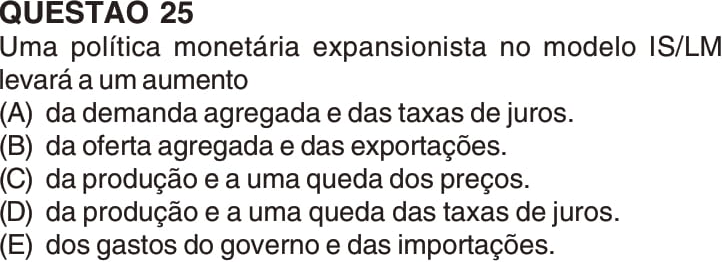 QUESTÃO 25
Uma política monetária expansionista no modelo IS/LM
levará a um aumento
(A) da demanda agregada e das taxas de juros.
(B) da oferta agregada e das exportações.
(C) da produção e a uma queda dos preços.
(D) da produção e a uma queda das taxas de juros.
(E) dos gastos do governo e das importações.